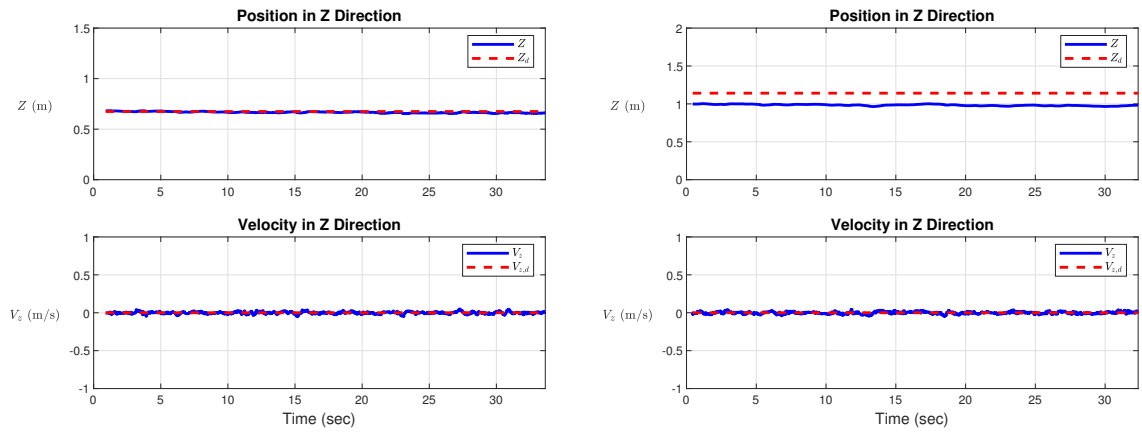 Position in Z Direction
1.5
1
0.5
0
Z (m)
Z
Z_d
0 5 10 15 20 25 30
Velocity in Z Direction
1
0.5
0
-0.5
-1
V_z (m/s)
V_z
V_{z,d}
0 5 10 15 20 25 30
Time (sec)
Position in Z Direction
2
1.5
1
0.5
0
Z (m)
Z
Z_d
0 5 10 15 20 25 30
Velocity in Z Direction
1
0.5
0
-0.5
-1
V_z (m/s)
V_z
V_{z,d}
0 5 10 15 20 25 30
Time (sec)